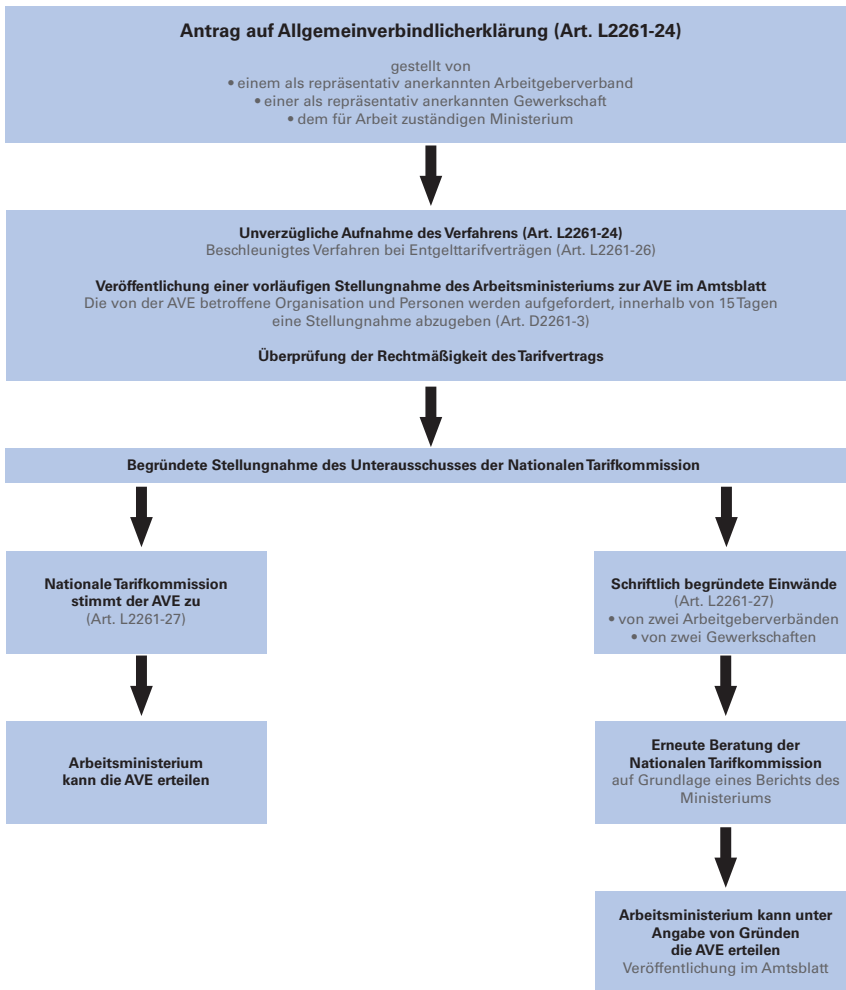 Antrag auf Allgemeinverbindlicherklärung (Art. L2261-24)
gestellt von
• einem als repräsentativ anerkannten Arbeitgeberverband
• einer als repräsentativ anerkannten Gewerkschaft
• dem für Arbeit zuständigen Ministerium
Unverzügliche Aufnahme des Verfahrens (Art. L2261-24)
Beschleunigtes Verfahren bei Entgelttarifverträgen (Art. L2261-26)
Veröffentlichung einer vorläufigen Stellungnahme des Arbeitsministeriums zur AVE im Amtsblatt
Die von der AVE betroffene Organisation und Personen werden aufgefordert, innerhalb von 15 Tagen
eine Stellungnahme abzugeben (Art. D2261-3)
Überprüfung der Rechtmäßigkeit des Tarifvertrags
Begründete Stellungnahme des Unterausschusses der Nationalen Tarifkommission
Nationale Tarifkommission
stimmt der AVE zu
(Art. L2261-27)
Schriftlich begründete Einwände
(Art. L2261-27)
• von zwei Arbeitgeberverbänden
• von zwei Gewerkschaften
Arbeitsministerium
kann die AVE erteilen
Erneute Beratung der
Nationalen Tarifkommission
auf Grundlage eines Berichts des
Ministeriums
Arbeitsministerium kann unter
Angabe von Gründen
die AVE erteilen
Veröffentlichung im Amtsblatt